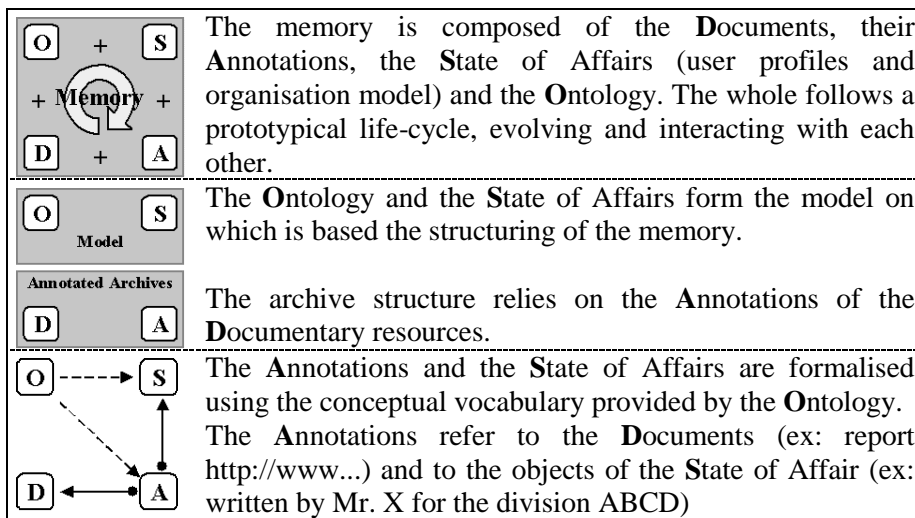 O + S
+ Memory +
D + A
The memory is composed of the Documents, their
Annotations, the State of Affairs (user profiles and
organisation model) and the Ontology. The whole follows a
prototypical life-cycle, evolving and interacting with each
other.
O S
Model
The Ontology and the State of Affairs form the model on
which is based the structuring of the memory.
Annotated Archives
D A
The archive structure relies on the Annotations of the
Documentary resources.
O S
D A
The Annotations and the State of Affairs are formalised
using the conceptual vocabulary provided by the Ontology.
The Annotations refer to the Documents (ex: report
http://www...) and to the objects of the State of Affair (ex:
written by Mr. X for the division ABCD)